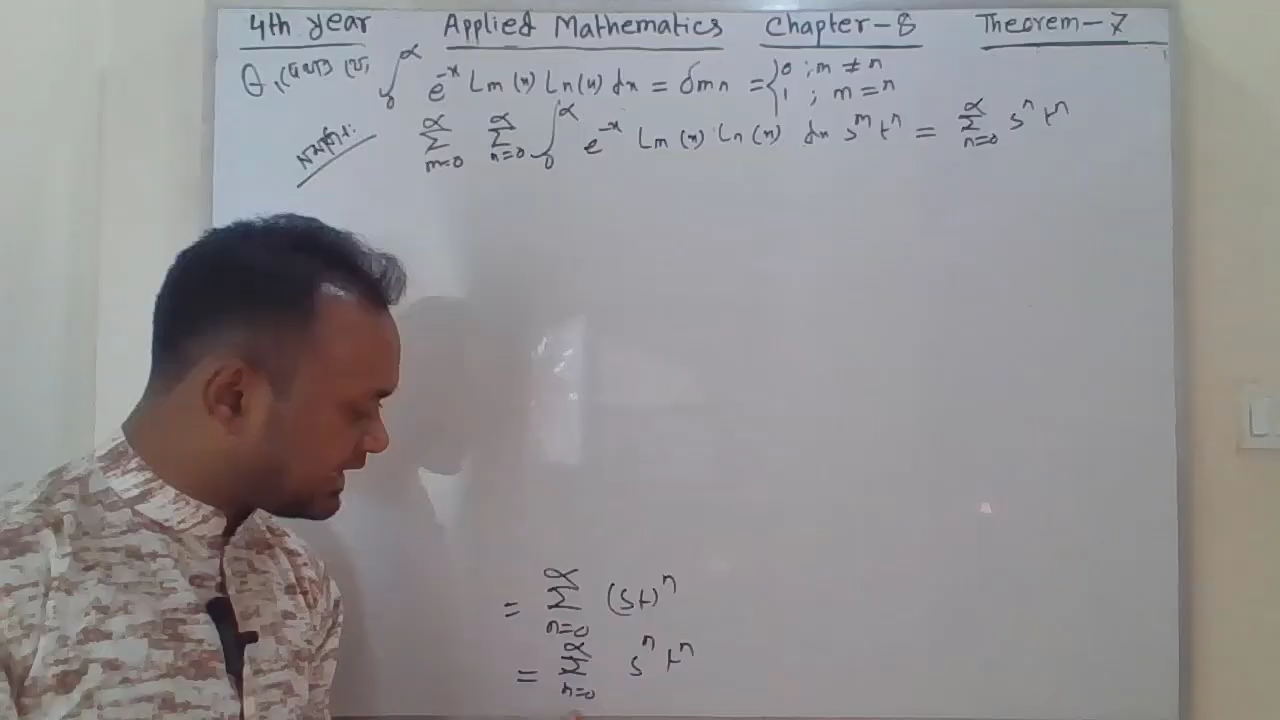 4th year Applied Mathematics Chapter-8 Theorem-7
∫₀^∝ e^{-x} Lm(x) Ln(x) dx = δmn = { 0 ; m ≠ n
1 ; m = n
∑_{m=0}^{∝} ∑_{n=0}^{∝} ∫₀^∝ e^{-x} Lm(x) Ln(x) dx s^m t^n = ∑_{n=0}^{∝} s^n t^n
= ∑_{n=0}^{∝} (st)^n
= ∑_{n=0}^{∝} s^n t^n